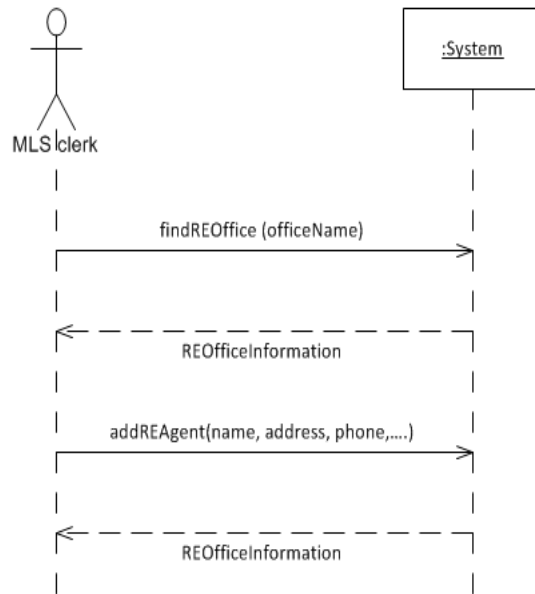 :System
MLS clerk
findREOffice (officeName)
REOfficeInformation
addREAgent(name, address, phone,....)
REOfficeInformation